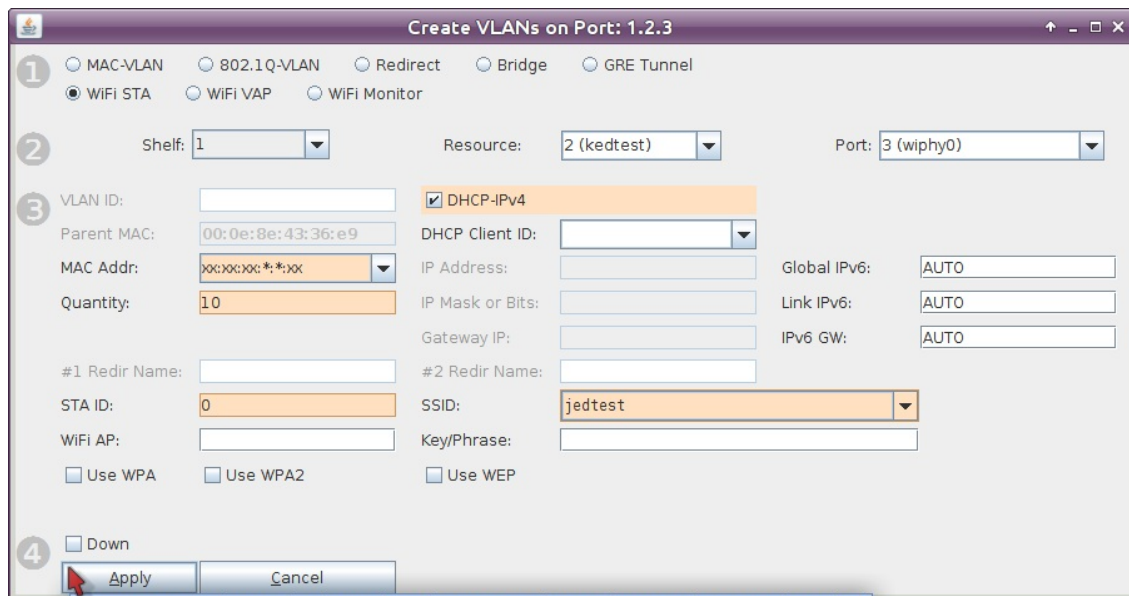 Create VLANs on Port: 1.2.3
1 MAC-VLAN 802.1Q-VLAN Redirect Bridge GRE Tunnel
WiFi STA WiFi VAP WiFi Monitor
2 Shelf: 1 Resource: 2 (kedtest) Port: 3 (wiphy0)
3 VLAN ID: DHCP-IPv4
Parent MAC: 00:0e:8e:43:36:e9 DHCP Client ID:
MAC Addr: xx:xx:xx:*:*:xx IP Address: Global IPv6: AUTO
Quantity: 10 IP Mask or Bits: Link IPv6: AUTO
Gateway IP: IPv6 GW: AUTO
#1 Redir Name: #2 Redir Name:
STA ID: 0 SSID: jedtest
WiFi AP: Key/Phrase:
Use WPA Use WPA2 Use WEP
4 Down
Apply Cancel